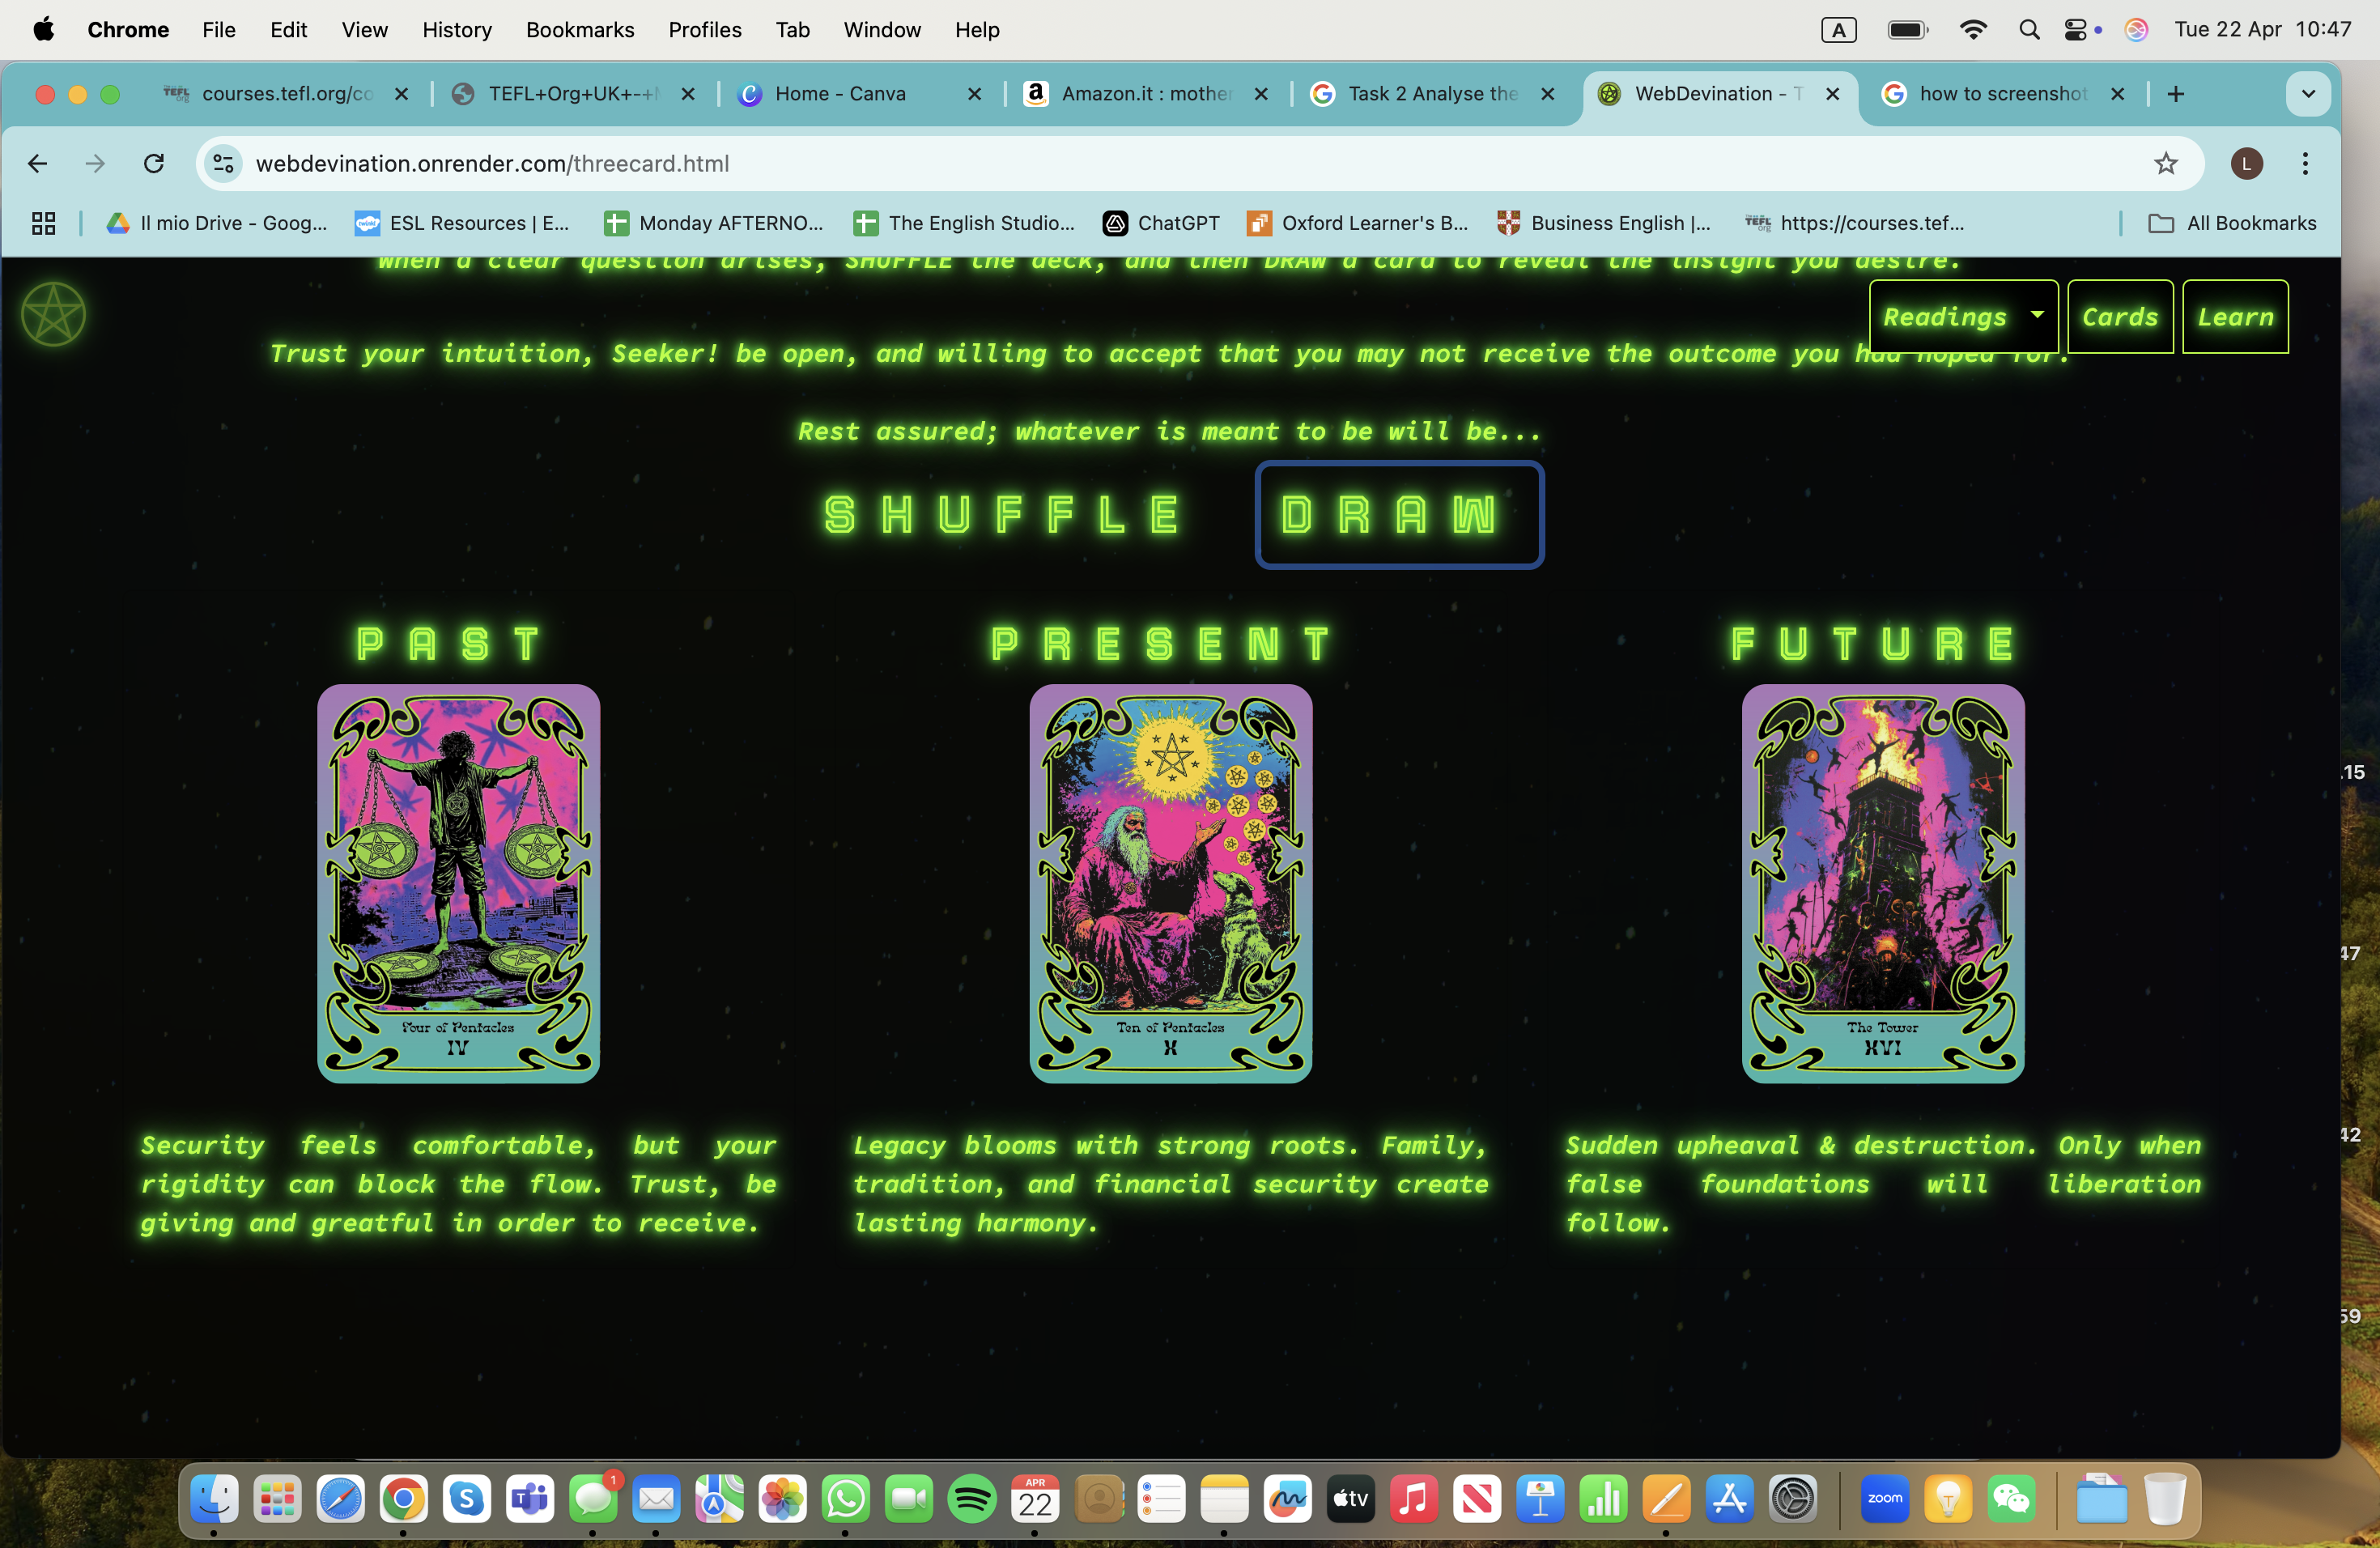 Chrome File Edit View History Bookmarks Profiles Tab Window Help A Tue 22 Apr 10:47
TEFL org courses.tefl.org/co TEFL+Org+UK+-+M Home - Canva Amazon.it : mother Task 2 Analyse the WebDevination - T how to screenshot
webdevination.onrender.com/threecard.html L
Il mio Drive - Goog... ESL Resources | E... Monday AFTERNO... The English Studio... ChatGPT Oxford Learner's B... Business English |... TEFL org https://courses.tef... All Bookmarks
when a clear question arises, SHUFFLE the deck, and then DRAW a card to reveal the insight you desire.
Readings Cards Learn
Trust your intuition, Seeker! be open, and willing to accept that you may not receive the outcome you had hoped for.
Rest assured; whatever is meant to be will be...
SHUFFLE DRAW
PAST PRESENT FUTURE
Four of Pentacles
IV
Ten of Pentacles
X
The Tower
XVI
Security feels comfortable, but your
rigidity can block the flow. Trust, be
giving and greatful in order to receive.
Legacy blooms with strong roots. Family,
tradition, and financial security create
lasting harmony.
Sudden upheaval & destruction. Only when
false foundations will liberation
follow.
.15
47
42
59
1
APR
22
tv
zoom